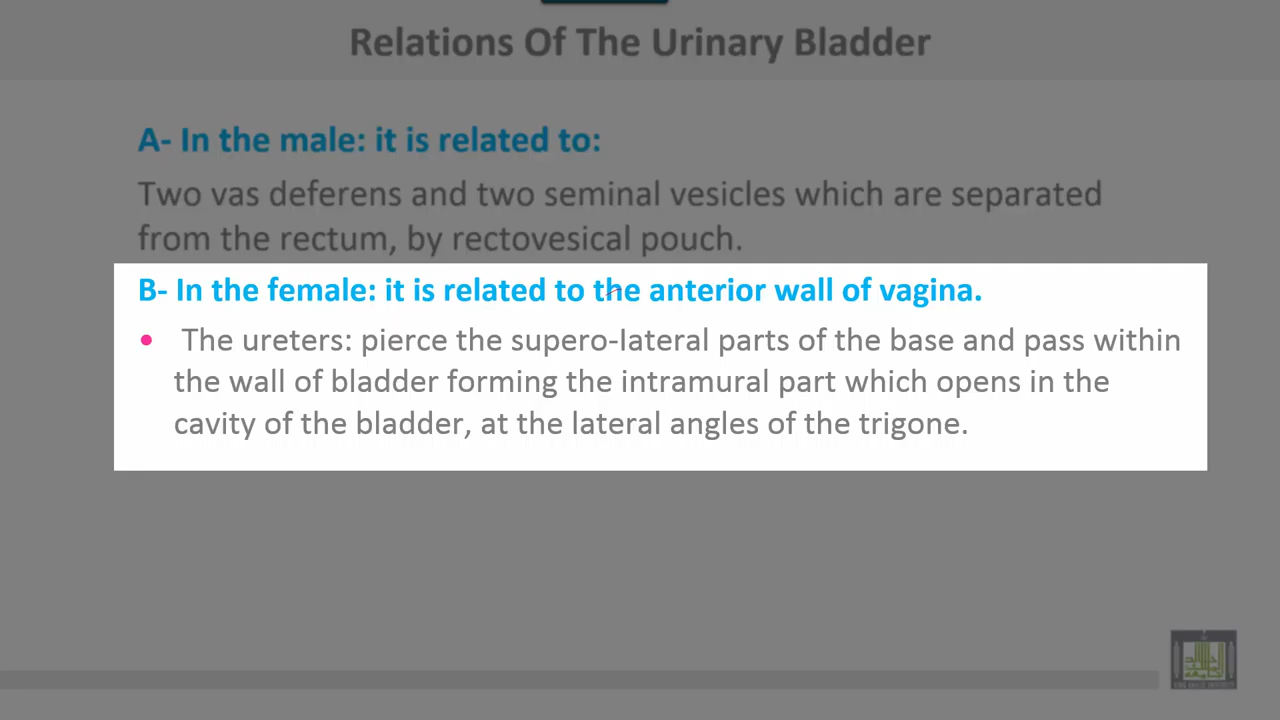 Relations Of The Urinary Bladder
A- In the male: it is related to:
Two vas deferens and two seminal vesicles which are separated
from the rectum, by rectovesical pouch.
B- In the female: it is related to the anterior wall of vagina.
• The ureters: pierce the supero-lateral parts of the base and pass within
the wall of bladder forming the intramural part which opens in the
cavity of the bladder, at the lateral angles of the trigone.